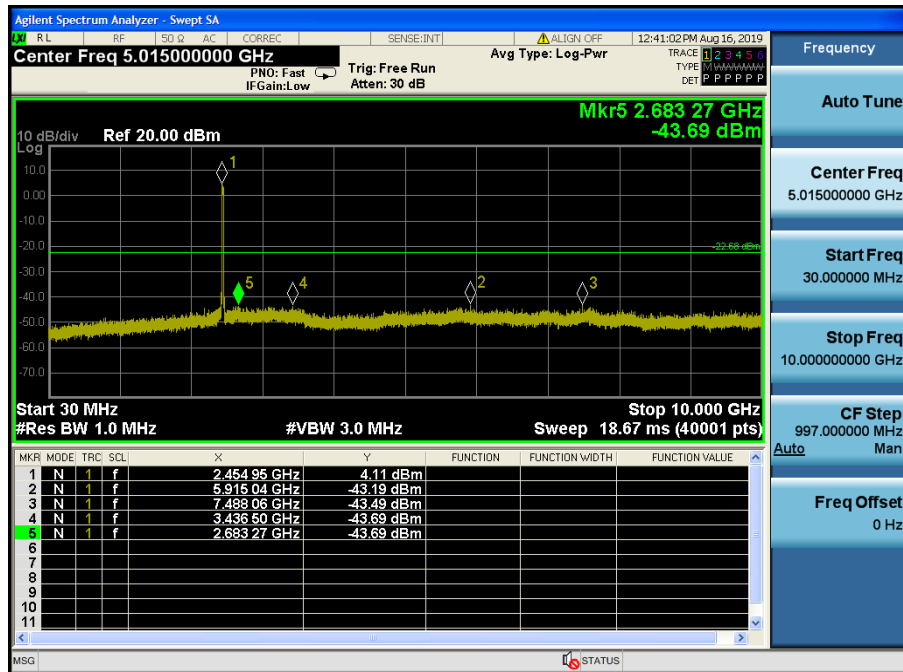 Agilent Spectrum Analyzer - Swept SA
LXI RL RF 50 Ω AC CORREC SENSE:INT ALIGN OFF 12:41:02 PM Aug 16, 2019
Center Freq 5.015000000 GHz
PNO: Fast
IFGain:Low
Trig: Free Run
Atten: 30 dB
Avg Type: Log-Pwr
TRACE 1 2 3 4 5 6
TYPE M WWWWW
DET P P P P P P
Mkr5 2.683 27 GHz
-43.69 dBm
10 dB/div Ref 20.00 dBm
Log
10.0
0.00
-10.0
-20.0
-30.0
-40.0
-50.0
-60.0
-70.0
1
5
4
2
3
-22.68 dBm
Start 30 MHz Stop 10.000 GHz
#Res BW 1.0 MHz #VBW 3.0 MHz Sweep 18.67 ms (40001 pts)
MKR MODE TRC SCL X Y FUNCTION FUNCTION WIDTH FUNCTION VALUE
1 N 1 f 2.454 95 GHz 4.11 dBm
2 N 1 f 5.915 04 GHz -43.19 dBm
3 N 1 f 7.488 06 GHz -43.49 dBm
4 N 1 f 3.436 50 GHz -43.69 dBm
5 N 1 f 2.683 27 GHz -43.69 dBm
6
7
8
9
10
11
MSG STATUS
Frequency
Auto Tune
Center Freq
5.015000000 GHz
Start Freq
30.000000 MHz
Stop Freq
10.000000000 GHz
CF Step
997.000000 MHz
Auto Man
Freq Offset
0 Hz